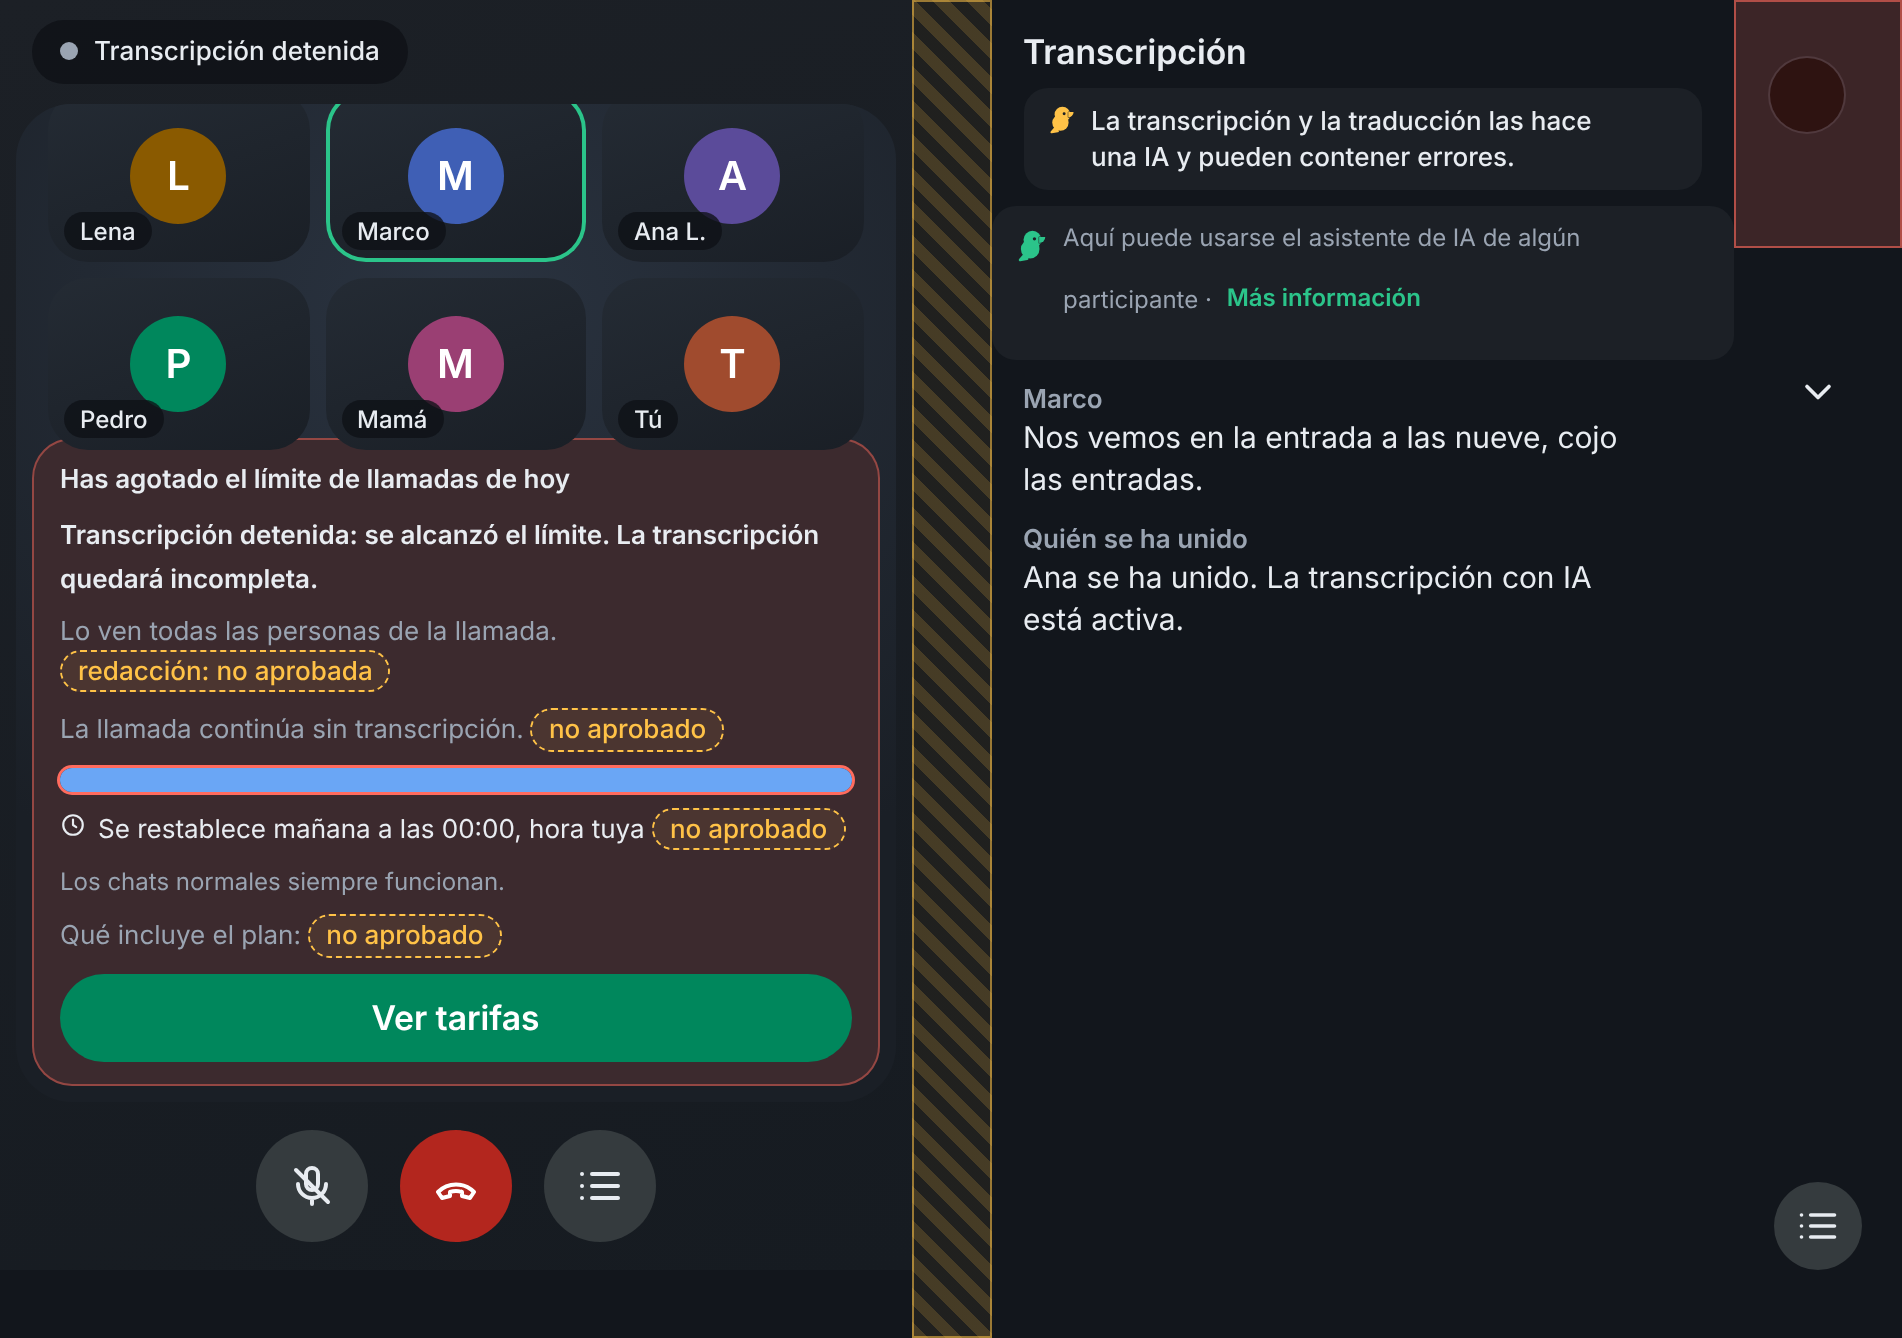 Transcripción detenida
L
M
A
Lena
Marco
Ana L.
P
M
T
Pedro
Mamá
Tú
Has agotado el límite de llamadas de hoy
Transcripción detenida: se alcanzó el límite. La transcripción
quedará incompleta.
Lo ven todas las personas de la llamada.
redacción: no aprobada
La llamada continúa sin transcripción. no aprobado
Se restablece mañana a las 00:00, hora tuya no aprobado
Los chats normales siempre funcionan.
Qué incluye el plan: no aprobado
Ver tarifas
Transcripción
La transcripción y la traducción las hace
una IA y pueden contener errores.
Aquí puede usarse el asistente de IA de algún
participante · Más información
Marco
Nos vemos en la entrada a las nueve, cojo
las entradas.
Quién se ha unido
Ana se ha unido. La transcripción con IA
está activa.